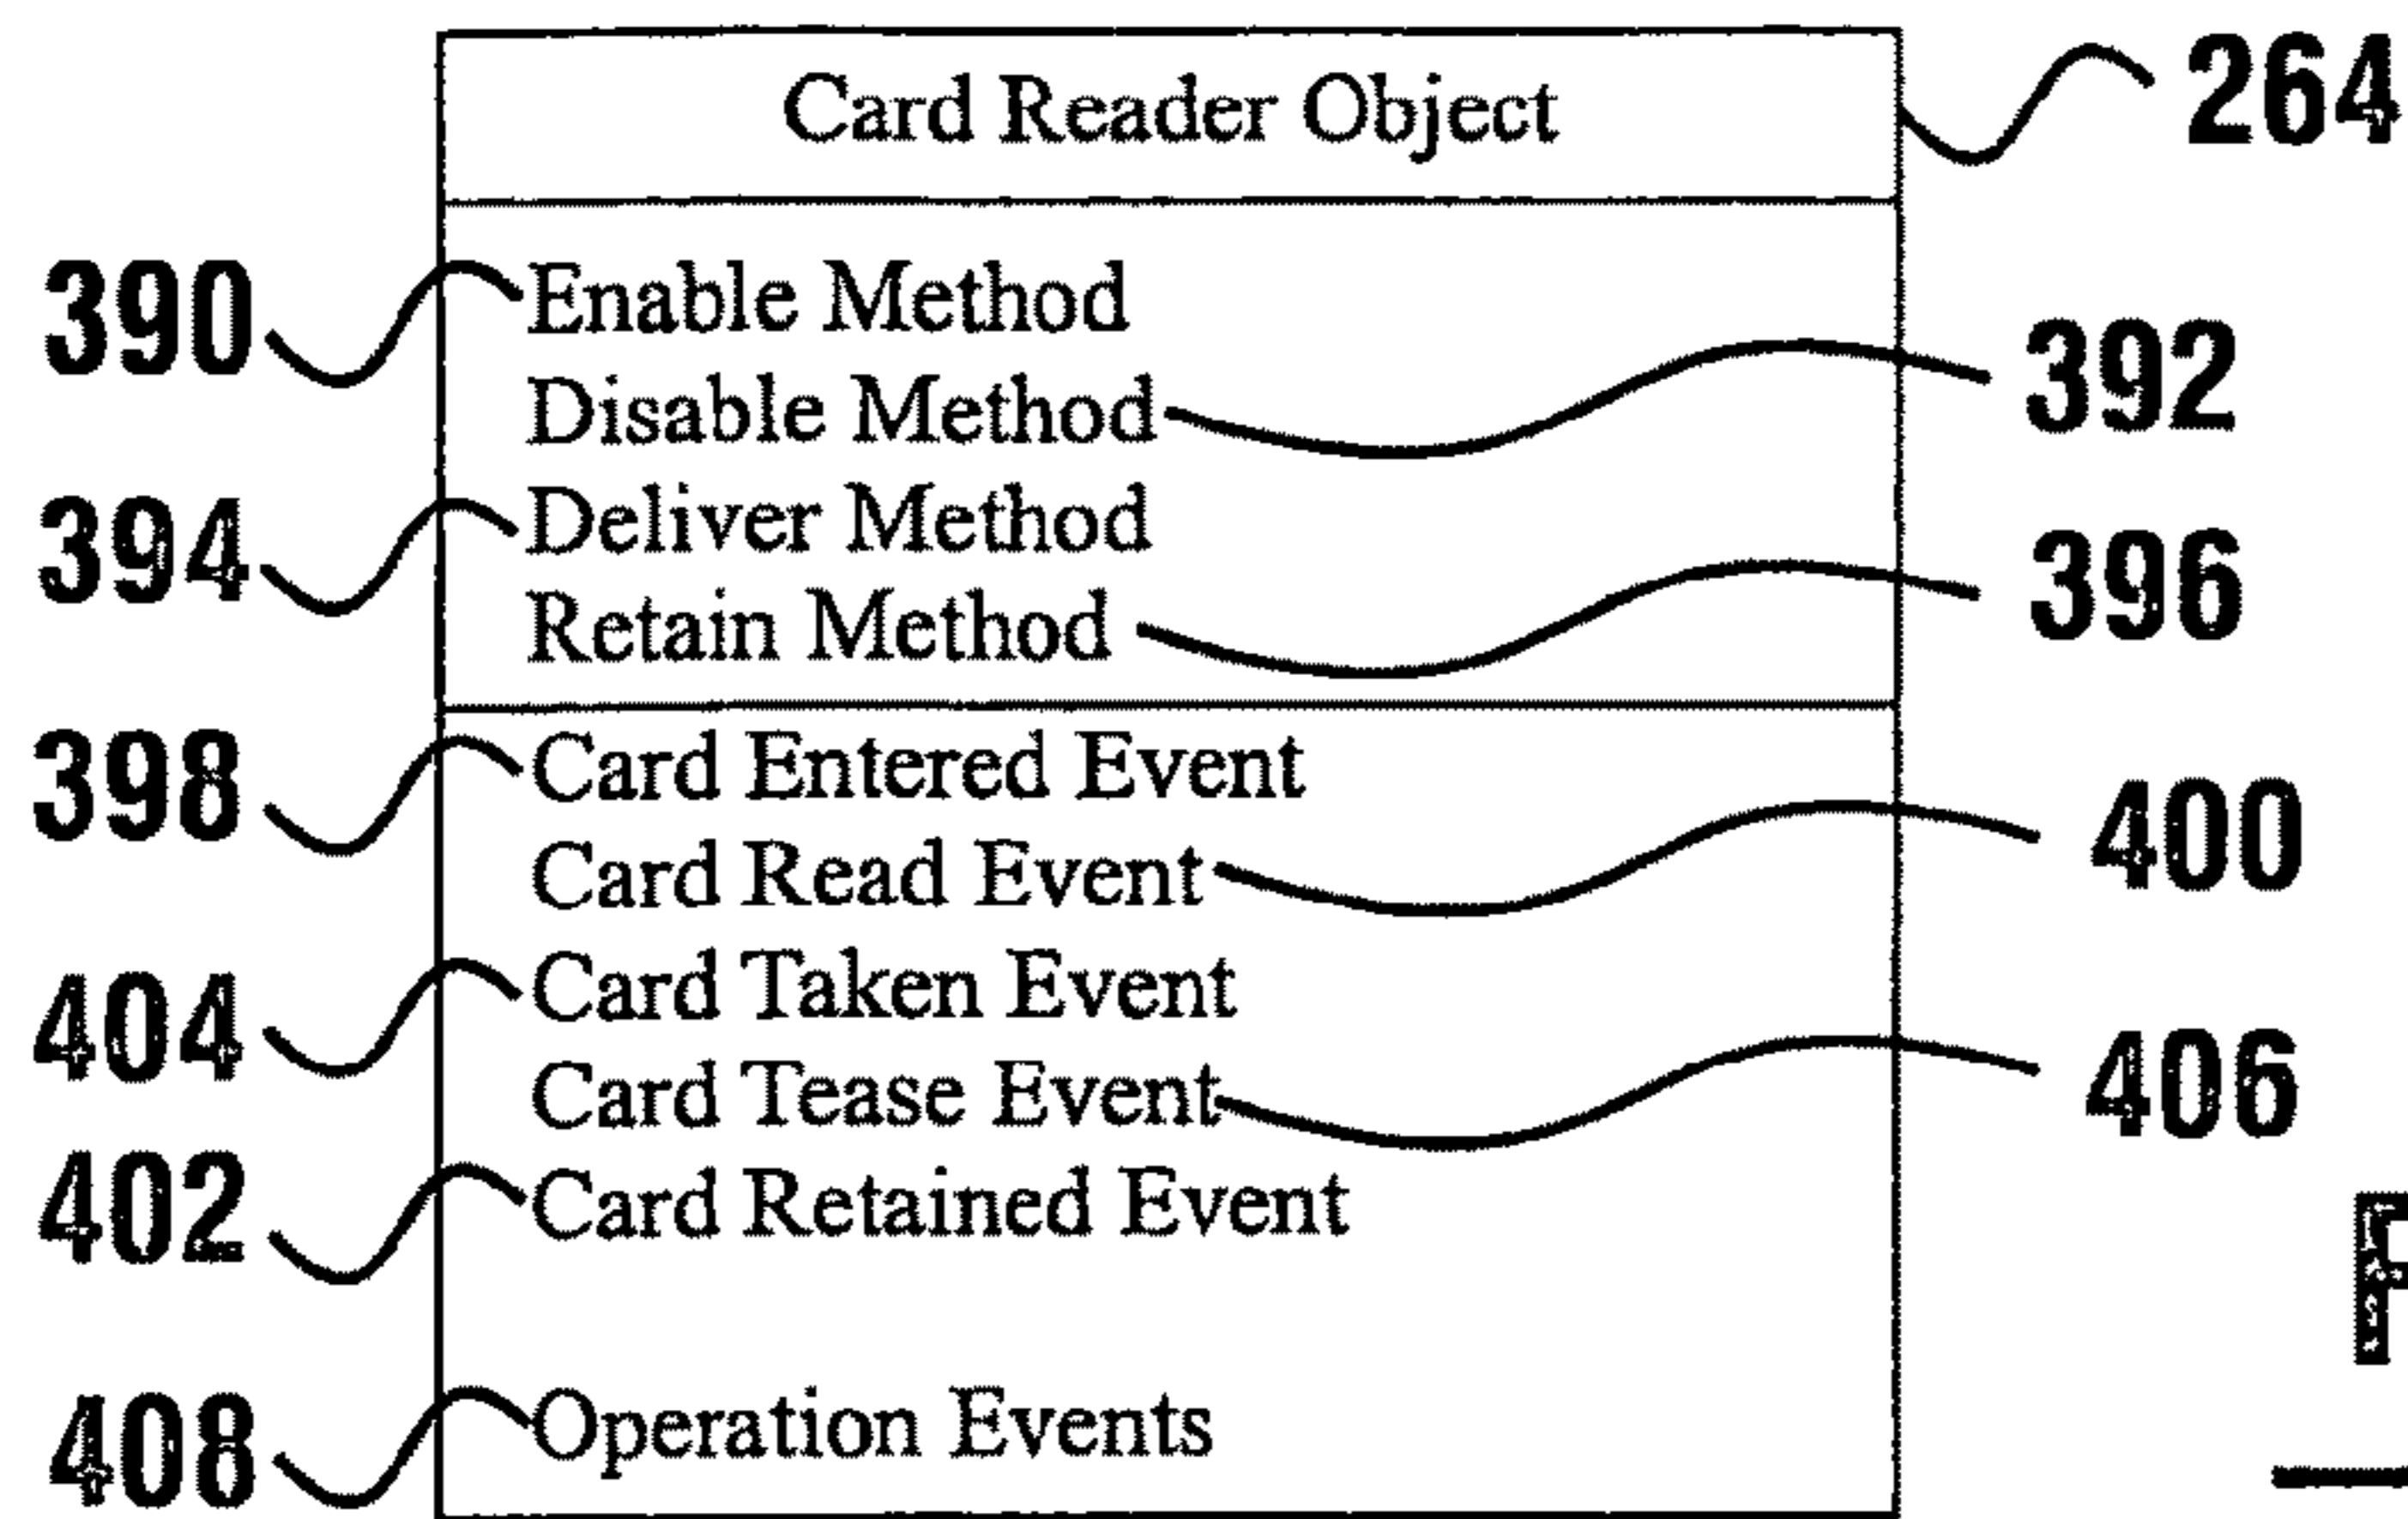 Card Reader Object 264
390 Enable Method
Disable Method 392
394 Deliver Method
Retain Method 396
398 Card Entered Event
Card Read Event 400
404 Card Taken Event
Card Tease Event 406
402 Card Retained Event
408 Operation Events